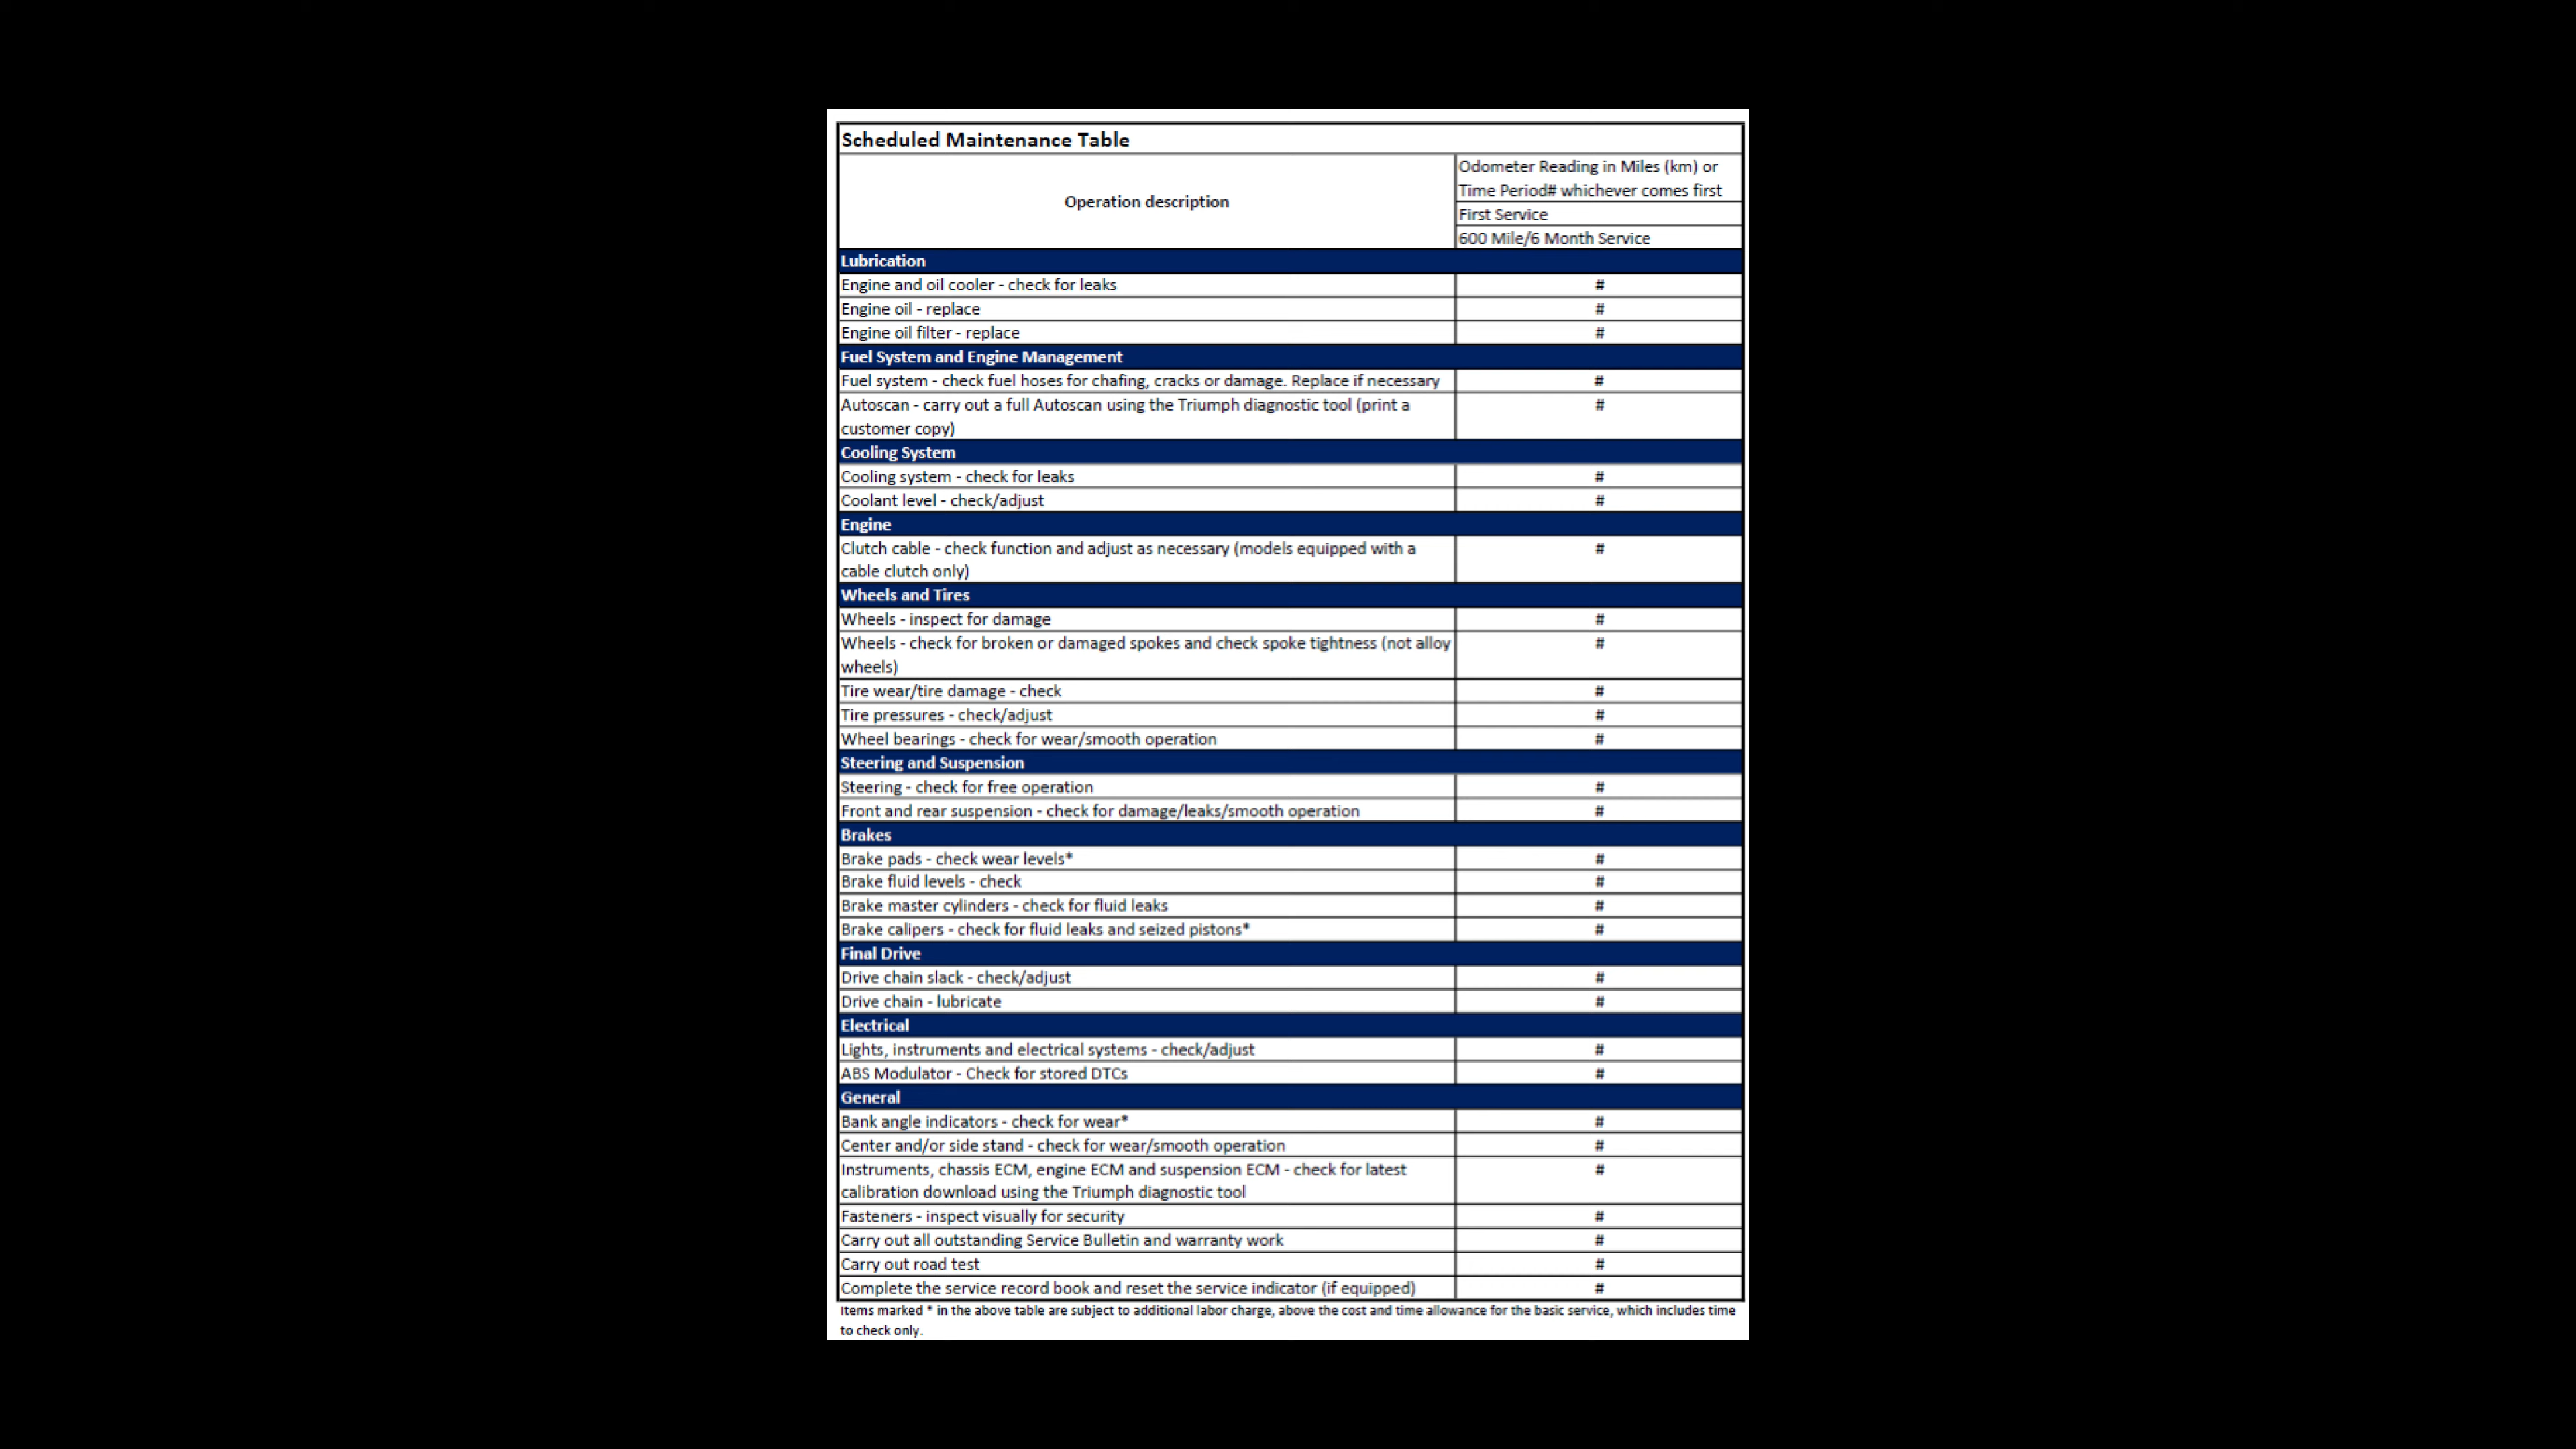 Scheduled Maintenance Table
Operation description
Odometer Reading in Miles (km) or
Time Period# whichever comes first
First Service
600 Mile/6 Month Service
Lubrication
Engine and oil cooler - check for leaks #
Engine oil - replace #
Engine oil filter - replace #
Fuel System and Engine Management
Fuel system - check fuel hoses for chafing, cracks or damage. Replace if necessary #
Autoscan - carry out a full Autoscan using the Triumph diagnostic tool (print a #
customer copy)
Cooling System
Cooling system - check for leaks #
Coolant level - check/adjust #
Engine
Clutch cable - check function and adjust as necessary (models equipped with a #
cable clutch only)
Wheels and Tires
Wheels - inspect for damage #
Wheels - check for broken or damaged spokes and check spoke tightness (not alloy #
wheels)
Tire wear/tire damage - check #
Tire pressures - check/adjust #
Wheel bearings - check for wear/smooth operation #
Steering and Suspension
Steering - check for free operation #
Front and rear suspension - check for damage/leaks/smooth operation #
Brakes
Brake pads - check wear levels* #
Brake fluid levels - check #
Brake master cylinders - check for fluid leaks #
Brake calipers - check for fluid leaks and seized pistons* #
Final Drive
Drive chain slack - check/adjust #
Drive chain - lubricate #
Electrical
Lights, instruments and electrical systems - check/adjust #
ABS Modulator - Check for stored DTCs #
General
Bank angle indicators - check for wear* #
Center and/or side stand - check for wear/smooth operation #
Instruments, chassis ECM, engine ECM and suspension ECM - check for latest #
calibration download using the Triumph diagnostic tool
Fasteners - inspect visually for security #
Carry out all outstanding Service Bulletin and warranty work #
Carry out road test #
Complete the service record book and reset the service indicator (if equipped) #
Items marked * in the above table are subject to additional labor charge, above the cost and time allowance for the basic service, which includes time
to check only.